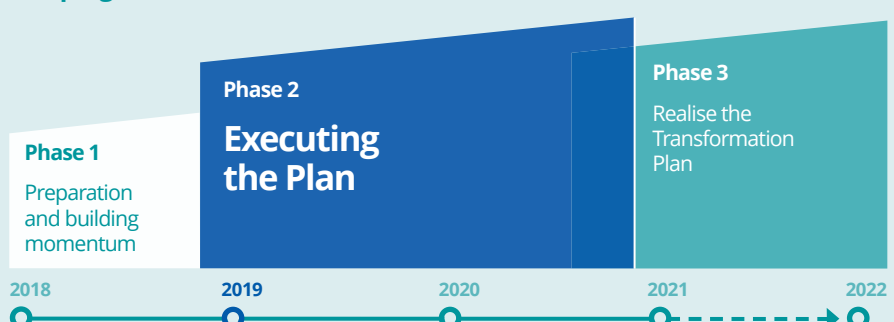 Phase 1
Preparation
and building
momentum
Phase 2
Executing
the Plan
Phase 3
Realise the
Transformation
Plan
2018
2019
2020
2021
2022